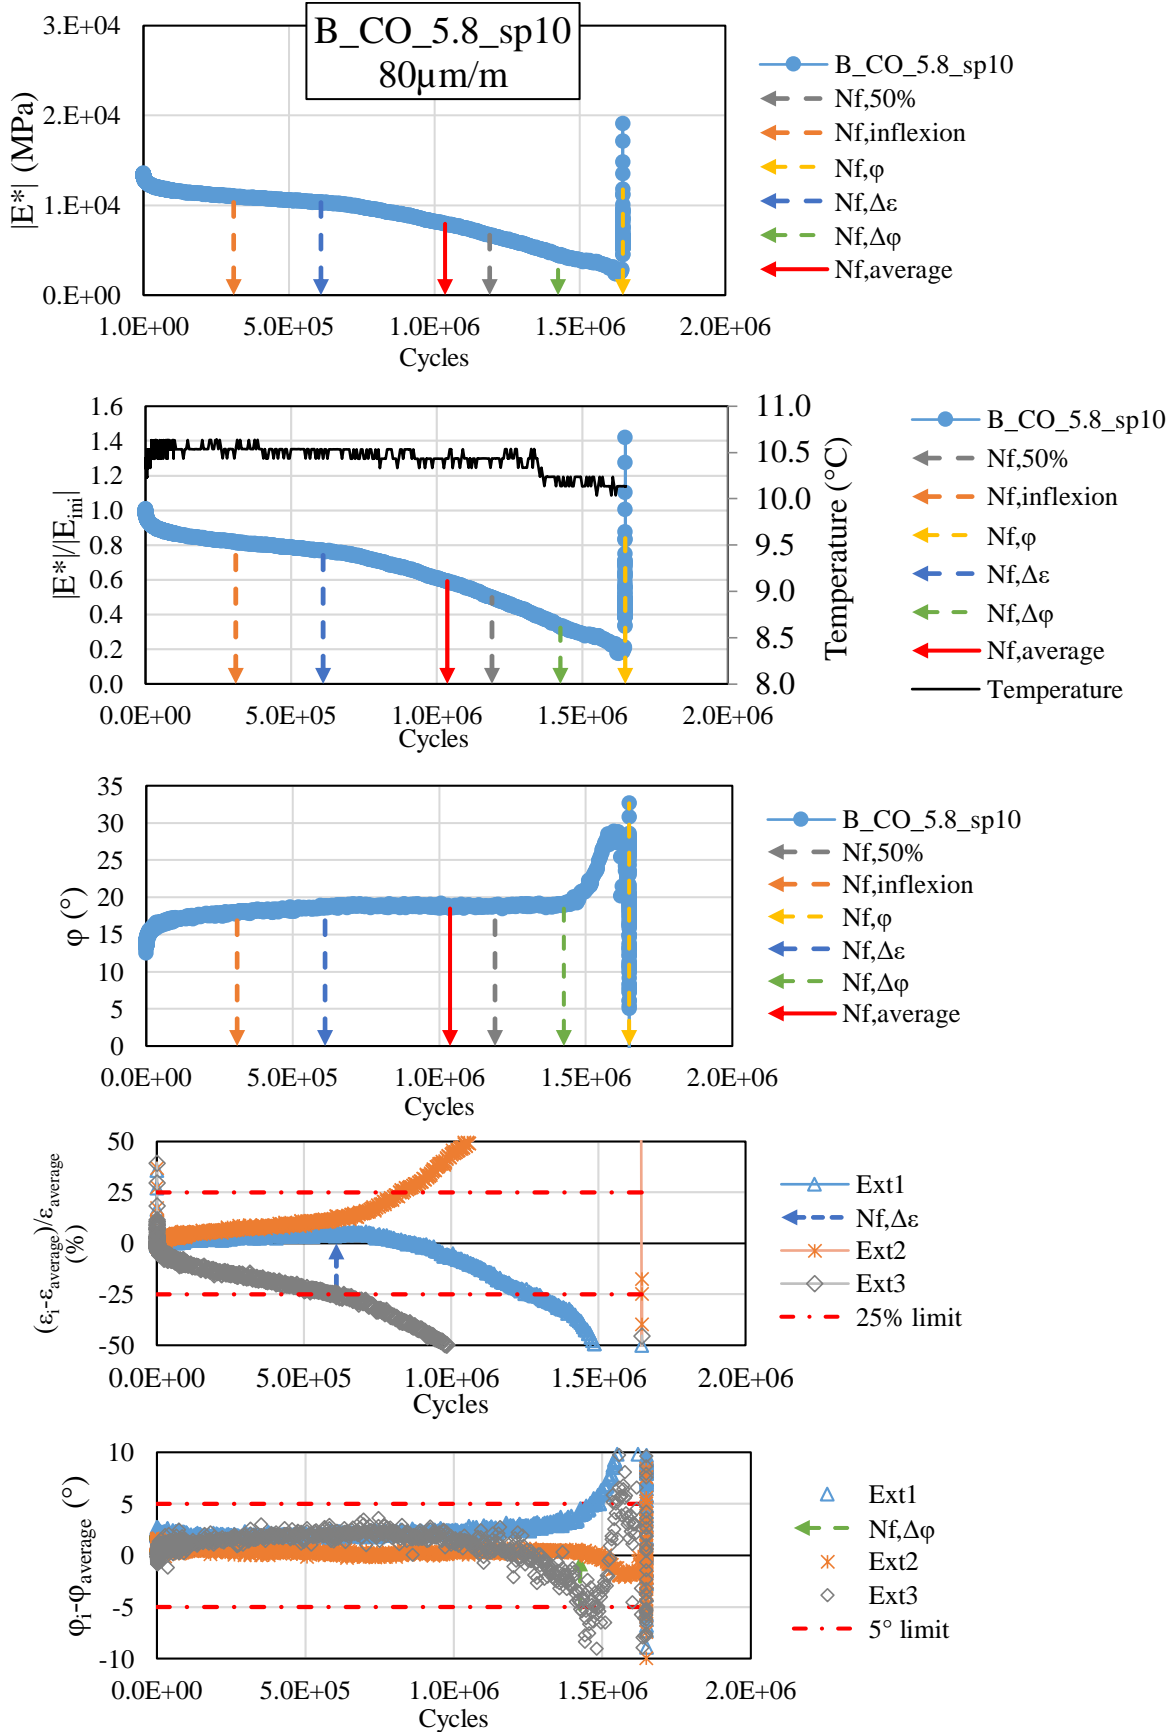 B_CO_5.8_sp10
80µm/m
|E*| (MPa)
3.E+04
2.E+04
1.E+04
0.E+00
1.0E+00 5.0E+05 1.0E+06 1.5E+06 2.0E+06
Cycles
B_CO_5.8_sp10
Nf,50%
Nf,inflexion
Nf,φ
Nf,Δε
Nf,Δφ
Nf,average
|E*|/|E_ini|
1.6
1.4
1.2
1.0
0.8
0.6
0.4
0.2
0.0
11.0
10.5
10.0
9.5
9.0
8.5
8.0
Temperature (°C)
0.0E+00 5.0E+05 1.0E+06 1.5E+06 2.0E+06
Cycles
B_CO_5.8_sp10
Nf,50%
Nf,inflexion
Nf,φ
Nf,Δε
Nf,Δφ
Nf,average
Temperature
φ (°)
35
30
25
20
15
10
5
0
0.0E+00 5.0E+05 1.0E+06 1.5E+06 2.0E+06
Cycles
B_CO_5.8_sp10
Nf,50%
Nf,inflexion
Nf,φ
Nf,Δε
Nf,Δφ
Nf,average
(ε_i-ε_average)/ε_average
(%)
50
25
0
-25
-50
0.0E+00 5.0E+05 1.0E+06 1.5E+06 2.0E+06
Cycles
Ext1
Nf,Δε
Ext2
Ext3
25% limit
φ_i-φ_average (°)
10
5
0
-5
-10
0.0E+00 5.0E+05 1.0E+06 1.5E+06 2.0E+06
Cycles
Ext1
Nf,Δφ
Ext2
Ext3
5° limit